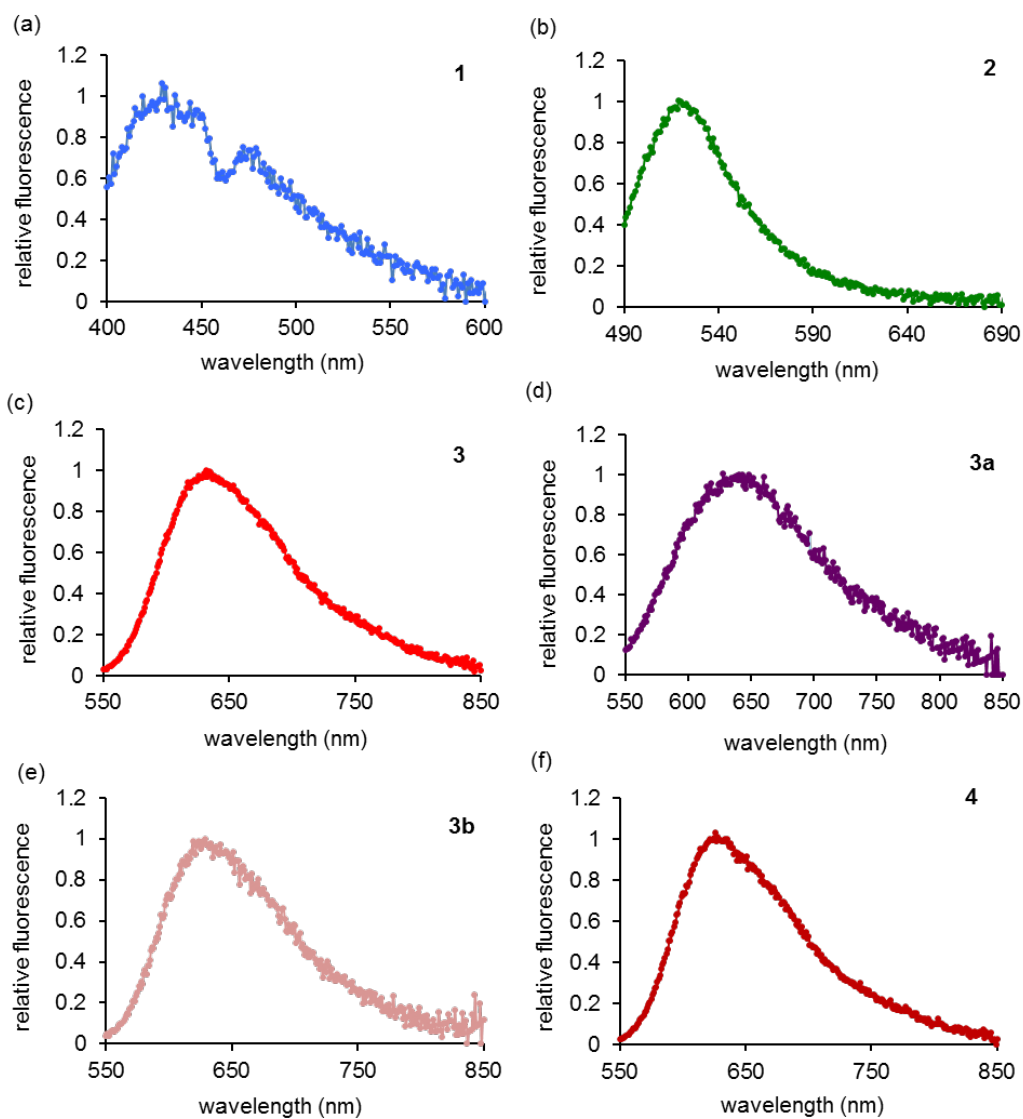 (a)
1.2
1
0.8
0.6
0.4
0.2
0
relative fluorescence
1
400 450 500 550 600
wavelength (nm)
(b)
1.2
1
0.8
0.6
0.4
0.2
0
relative fluorescence
2
490 540 590 640 690
wavelength (nm)
(c)
1.2
1
0.8
0.6
0.4
0.2
0
relative fluorescence
3
550 650 750 850
wavelength (nm)
(d)
1.2
1
0.8
0.6
0.4
0.2
0
relative fluorescence
3a
550 600 650 700 750 800 850
wavelength (nm)
(e)
1.2
1
0.8
0.6
0.4
0.2
0
relative fluorescence
3b
550 650 750 850
wavelength (nm)
(f)
1.2
1
0.8
0.6
0.4
0.2
0
relative fluorescence
4
550 650 750 850
wavelength (nm)